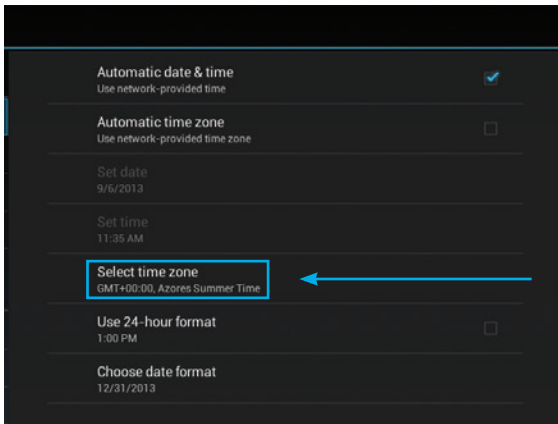 Automatic date & time
Use network-provided time
Automatic time zone
Use network-provided time zone
Set date
9/6/2013
Set time
11:35 AM
Select time zone
GMT+00:00, Azores Summer Time
Use 24-hour format
1:00 PM
Choose date format
12/31/2013